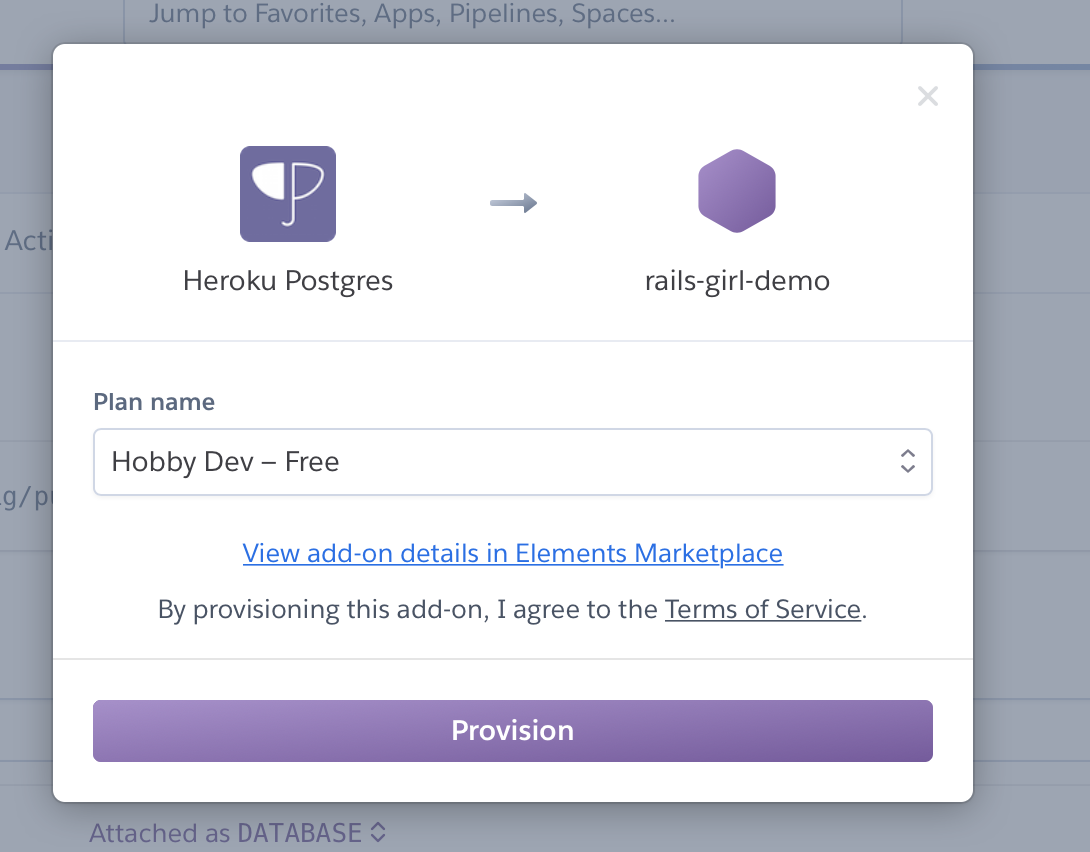 Jump to Favorites, Apps, Pipelines, Spaces...
Heroku Postgres
rails-girl-demo
Acti
Plan name
Hobby Dev – Free
View add-on details in Elements Marketplace
By provisioning this add-on, I agree to the Terms of Service.
Provision
Attached as DATABASE